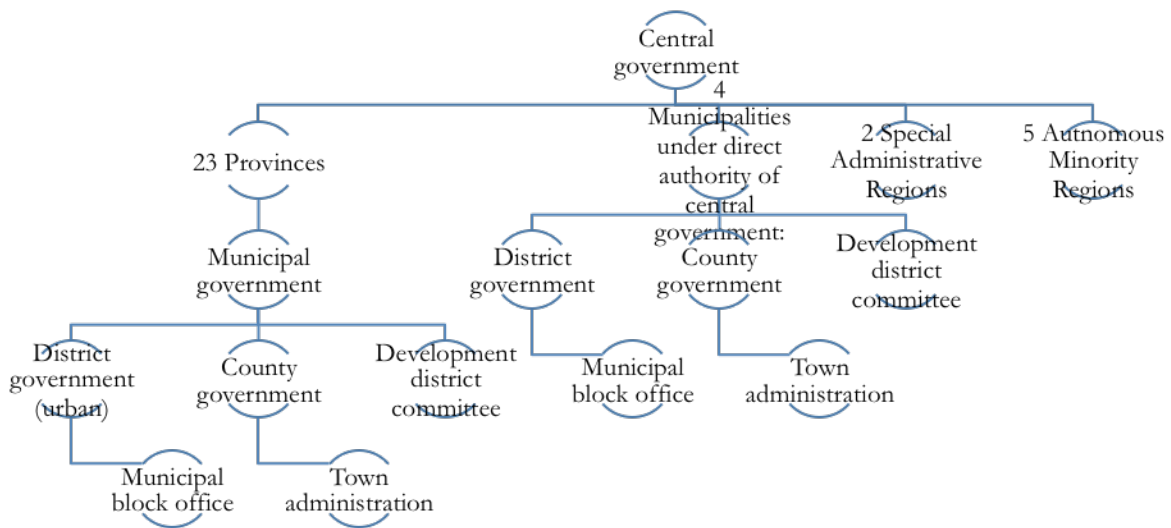 Central
government
23 Provinces
4
Municipalities
under direct
authority of
central
government:
2 Special
Administrative
Regions
5 Autnomous
Minority
Regions
Municipal
government
District
government
County
government
Development
district
committee
District
government
(urban)
County
government
Development
district
committee
Municipal
block office
Town
administration
Municipal
block office
Town
administration